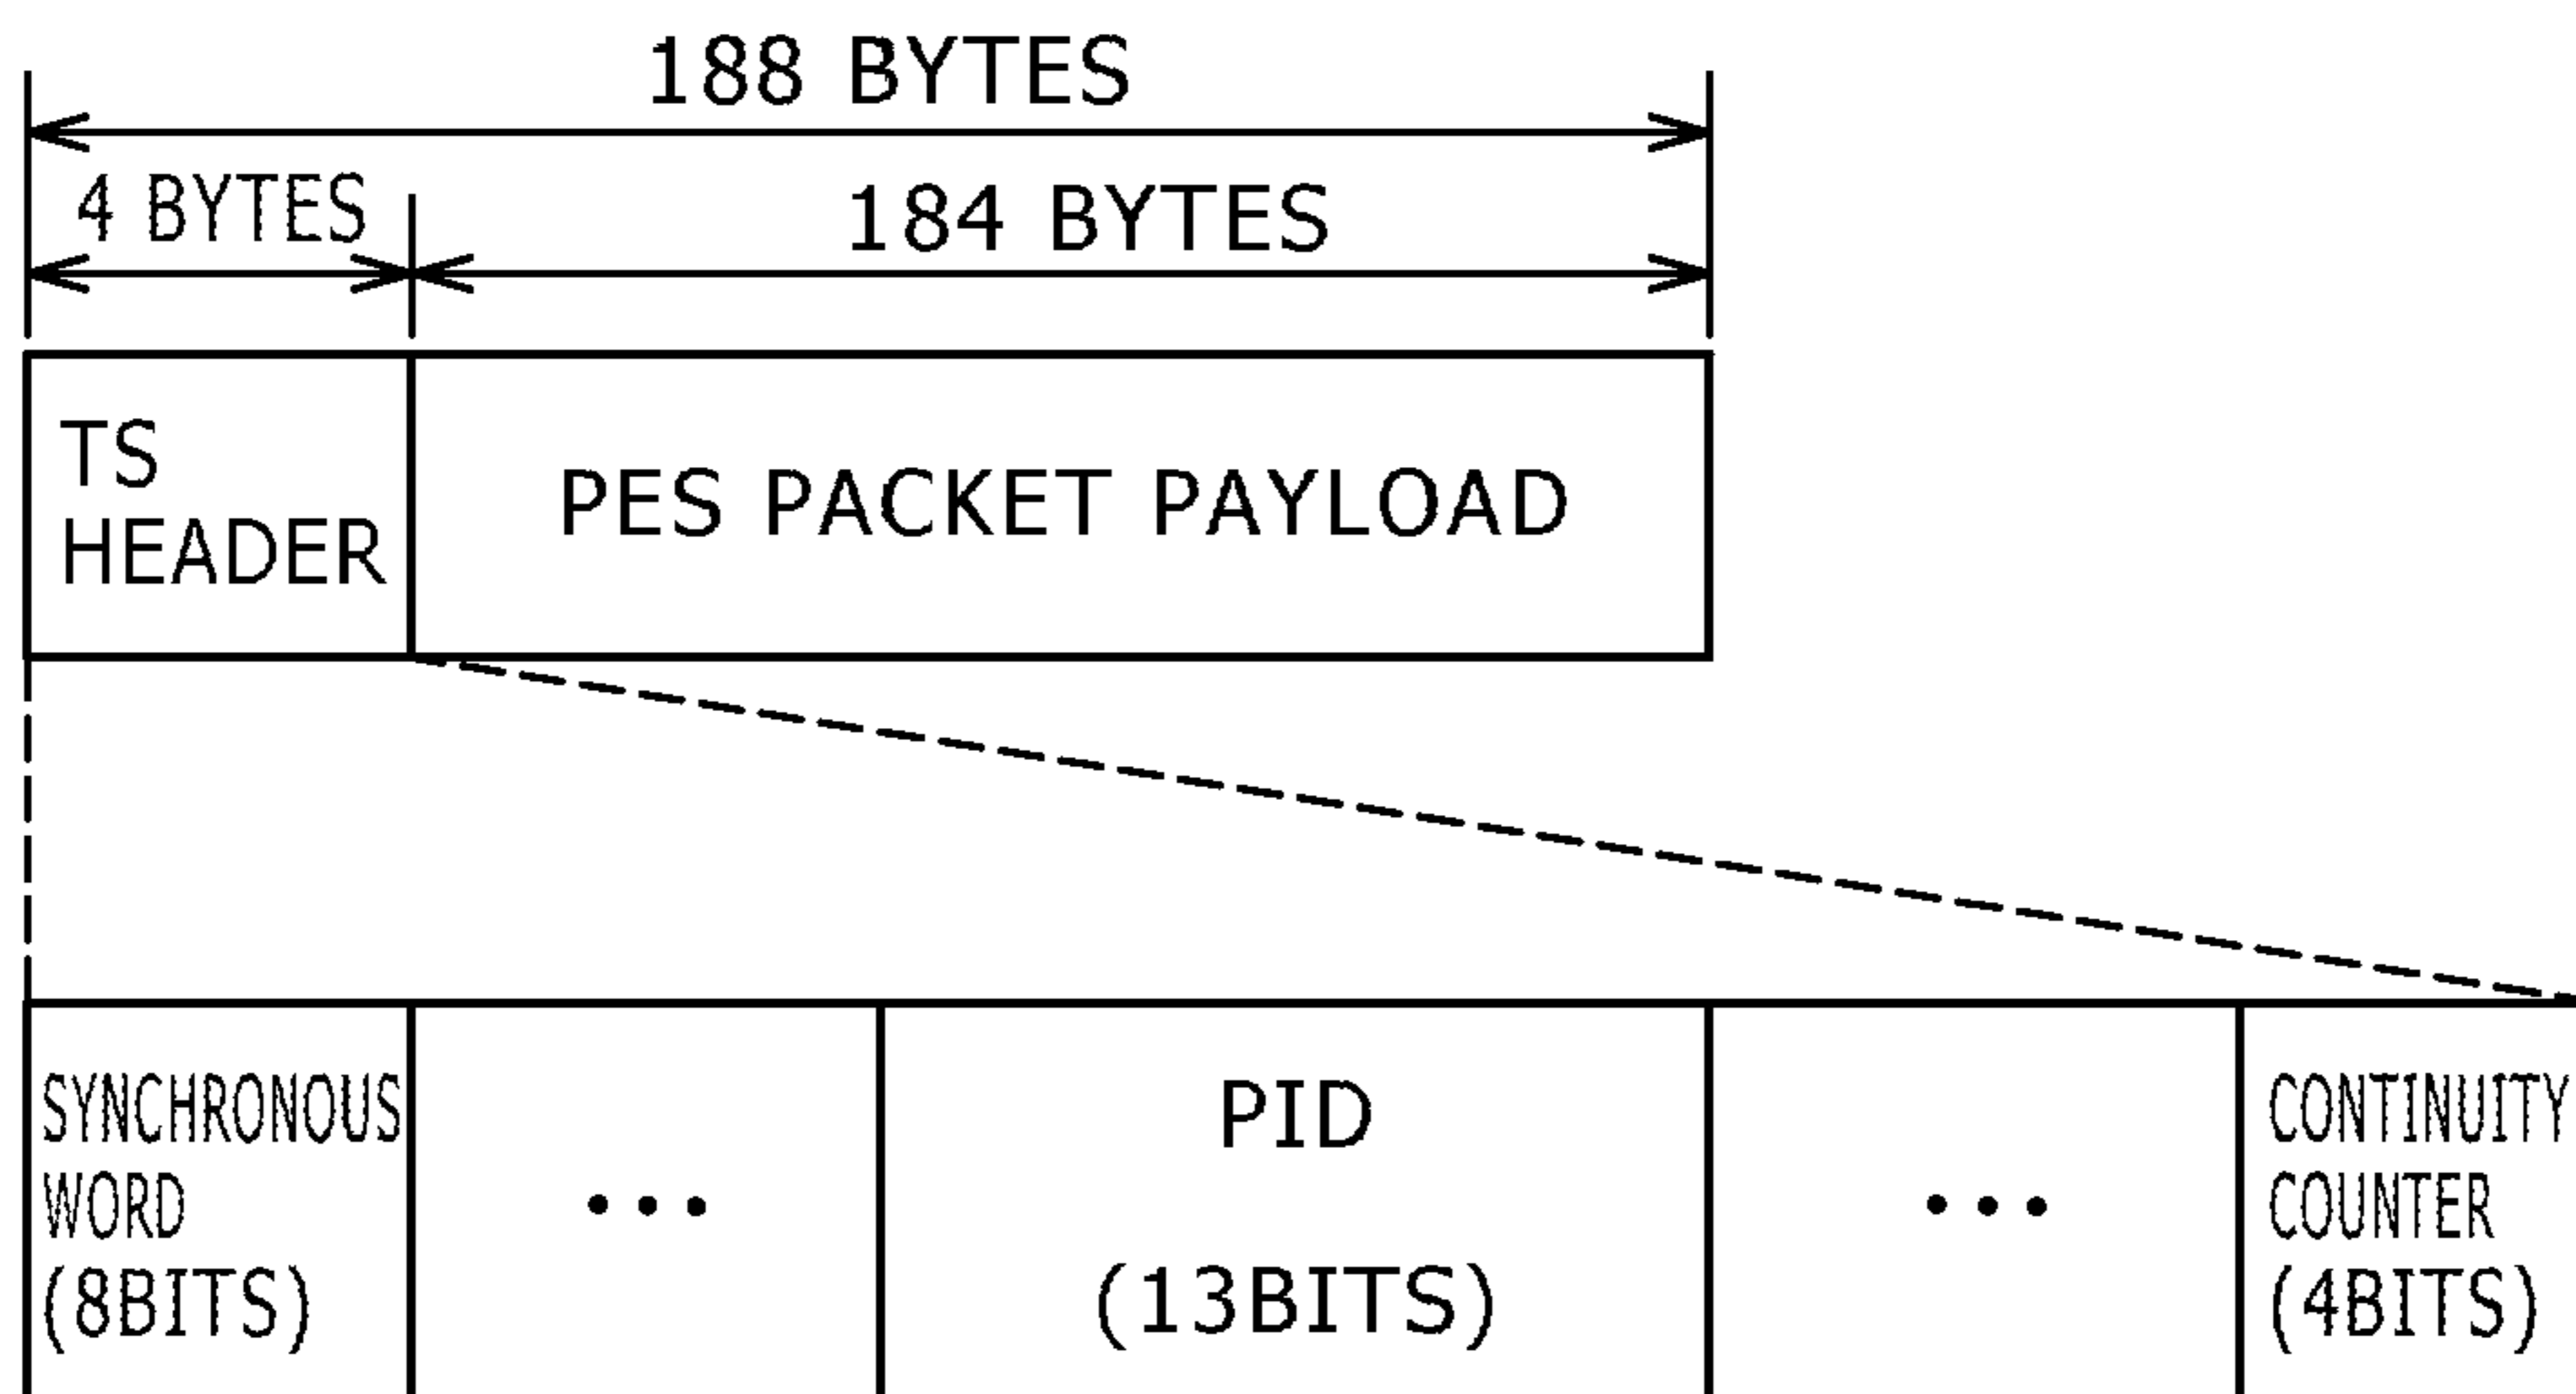 188 BYTES
4 BYTES
184 BYTES
TS
HEADER
PES PACKET PAYLOAD
SYNCHRONOUS
WORD
(8BITS)
•••
PID
(13BITS)
•••
CONTINUITY
COUNTER
(4BITS)